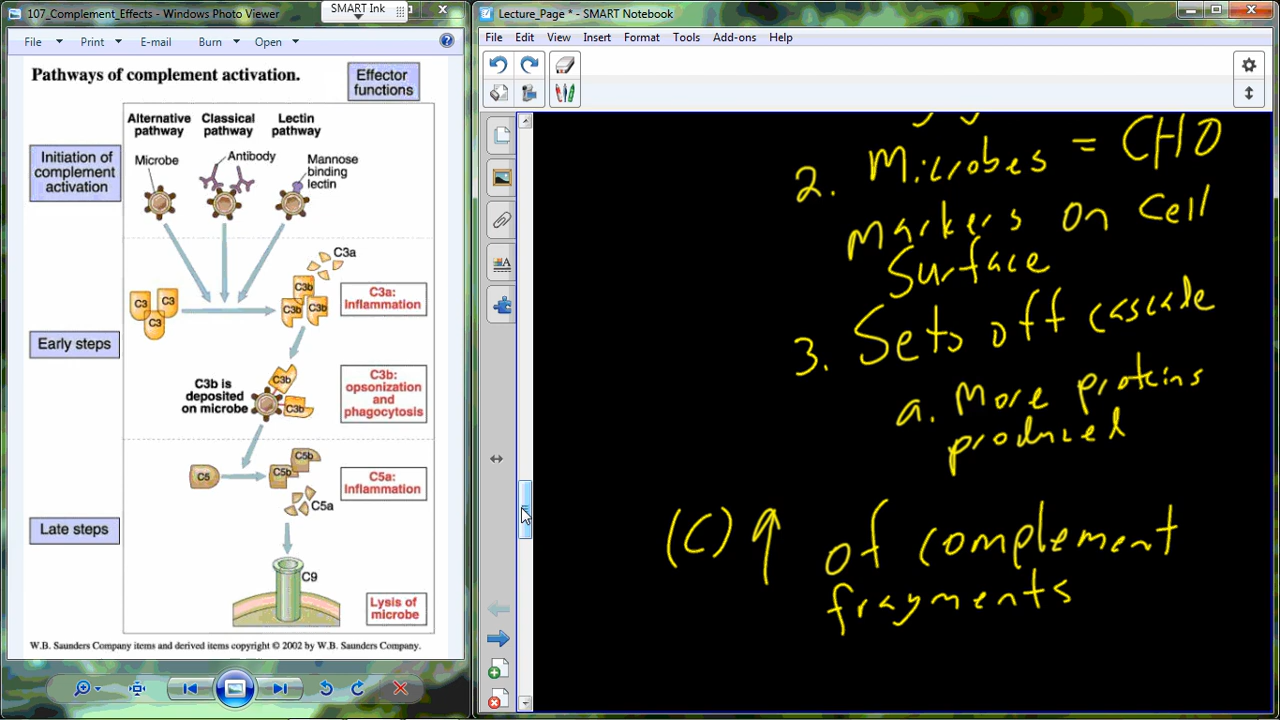 107_Complement_Effects - Windows Photo Viewer
SMART Ink
File Print E-mail Burn Open
Pathways of complement activation.
Effector
functions
Alternative
pathway
Classical
pathway
Lectin
pathway
Initiation of
complement
activation
Microbe
Antibody
Mannose
binding
lectin
C3a
C3 C3
C3
C3b
C3b C3b
C3a:
Inflammation
Early steps
C3b is
deposited
on microbe
C3b
C3b
C3b:
opsonization
and
phagocytosis
C5
C5b
C5b
C5a
C5a:
Inflammation
Late steps
C9
Lysis of
microbe
W.B. Saunders Company items and derived items copyright © 2002 by W.B. Saunders Company.
Lecture_Page * - SMART Notebook
File Edit View Insert Format Tools Add-ons Help
2. Microbes = CHO
markers on cell
surface
3. Sets off cascade
a. More proteins
produced
(C) ↑ of complement
fragments